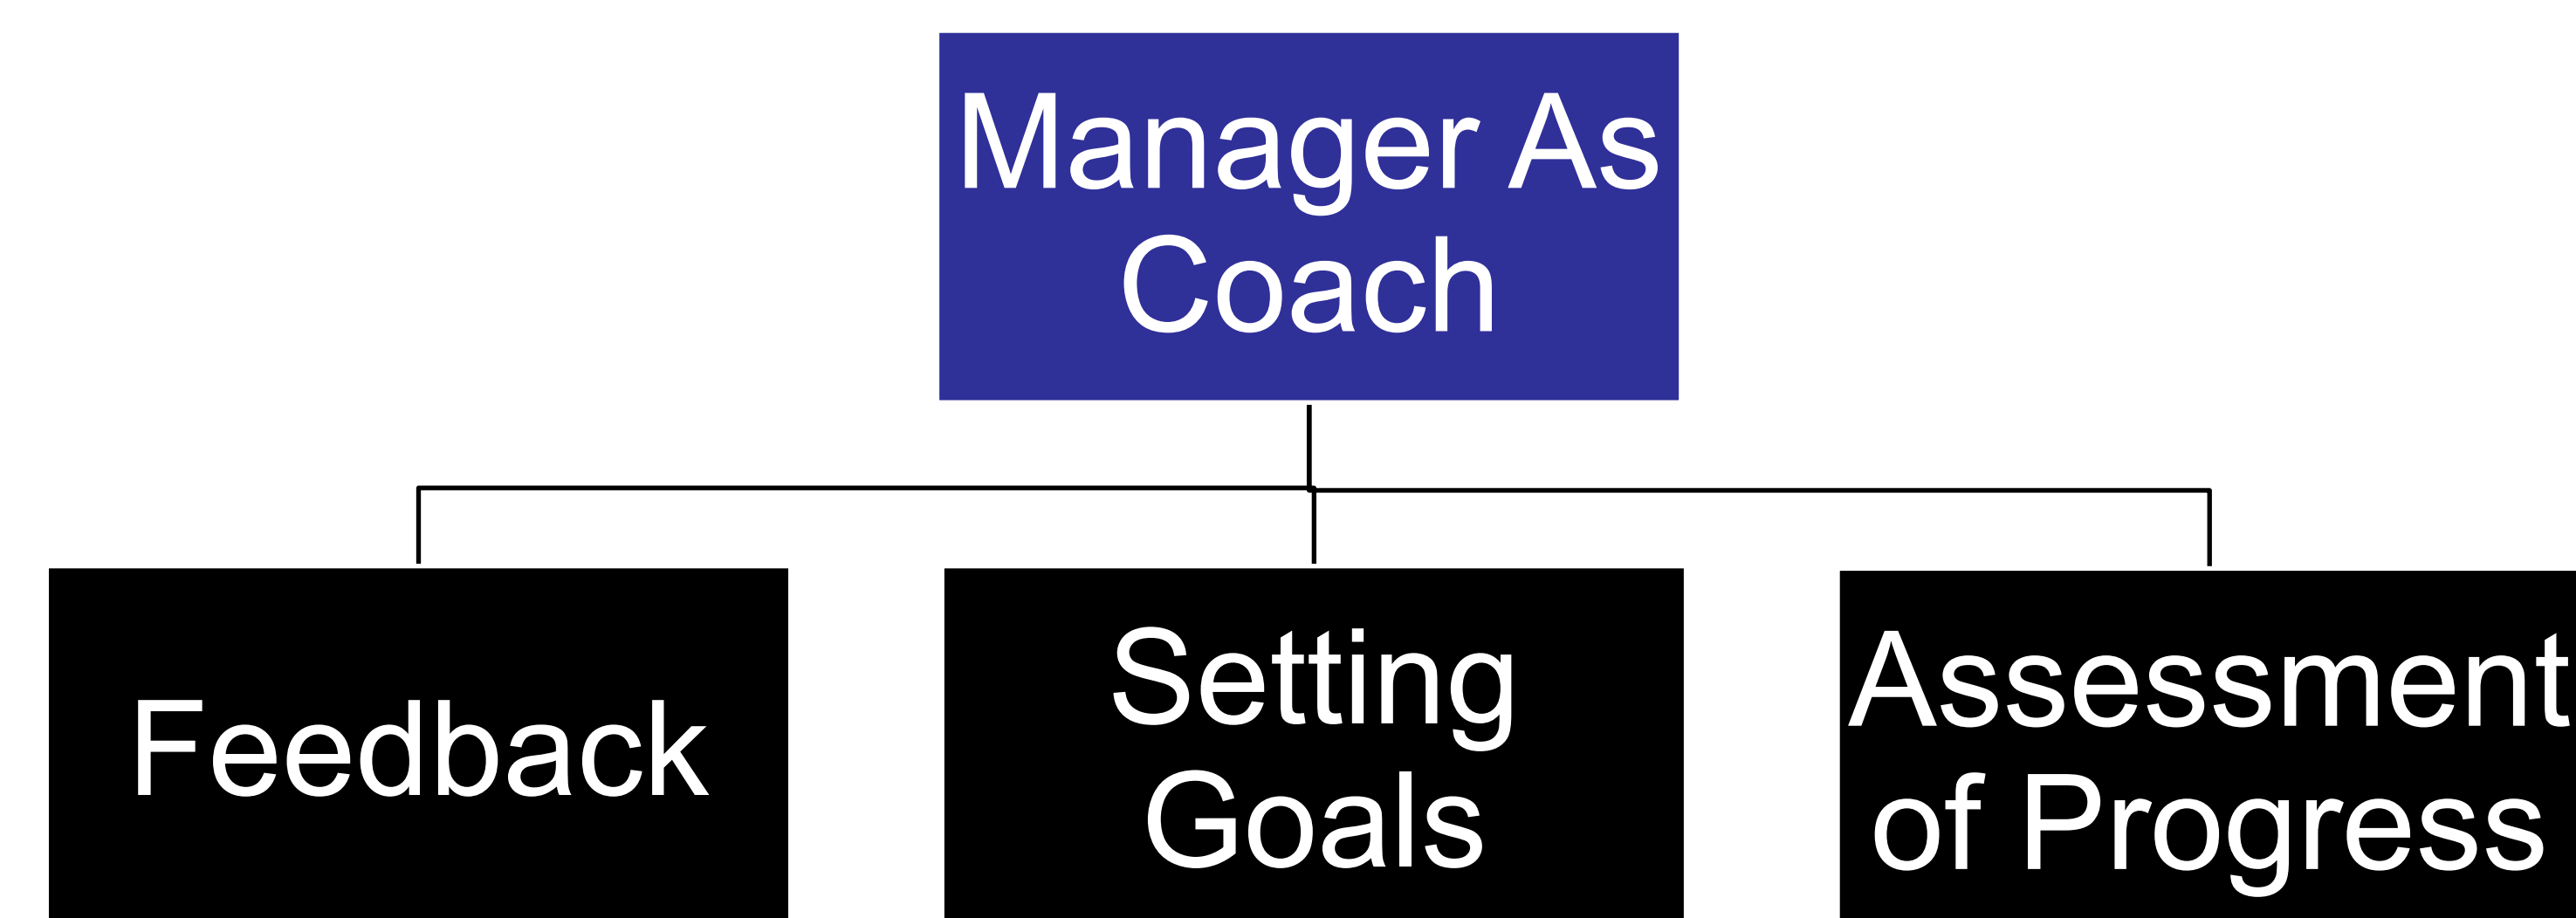 Manager As
Coach
Feedback
Setting
Goals
Assessment
of Progress